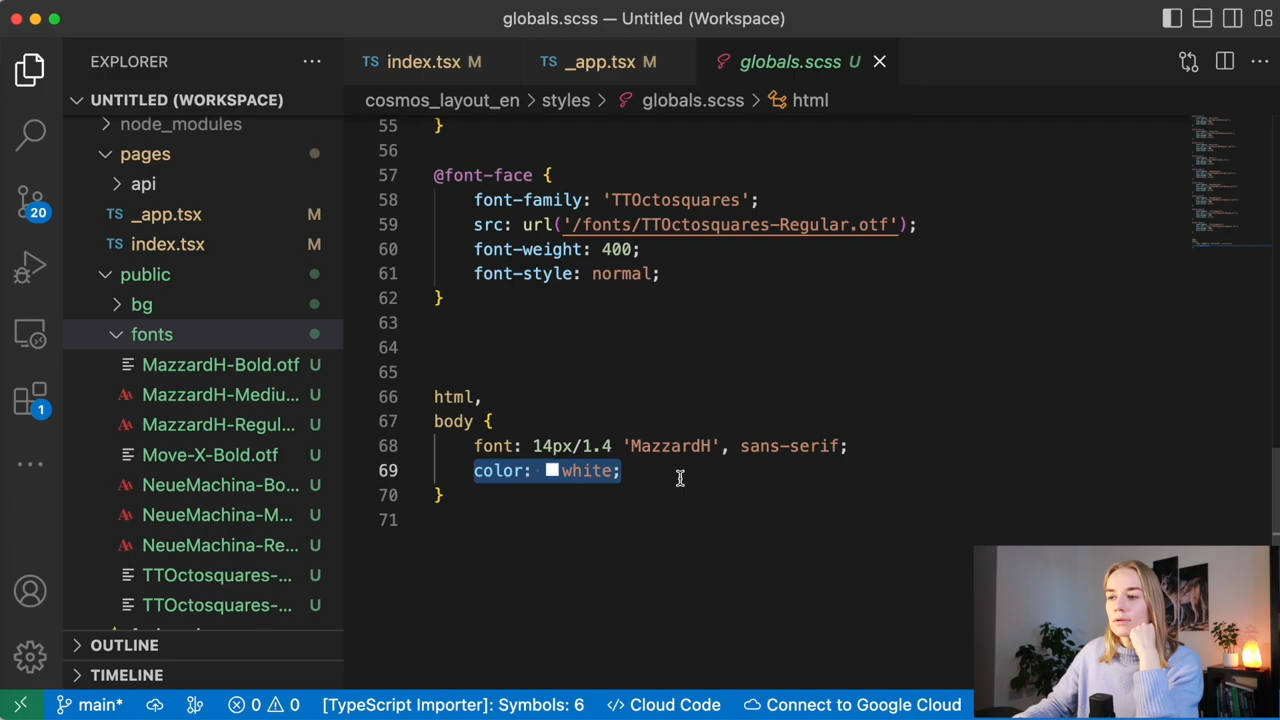 globals.scss — Untitled (Workspace)
EXPLORER
TS index.tsx M
TS _app.tsx M
globals.scss U
UNTITLED (WORKSPACE)
cosmos_layout_en > styles > globals.scss > html
node_modules
pages
api
TS _app.tsx M
TS index.tsx M
public
bg
fonts
MazzardH-Bold.otf U
MazzardH-Mediu... U
MazzardH-Regul... U
Move-X-Bold.otf U
NeueMachina-Bo... U
NeueMachina-M... U
NeueMachina-Re... U
TTOctosquares-... U
TTOctosquares-... U
OUTLINE
TIMELINE
20
1
55 }
56
57 @font-face {
58 font-family: 'TTOctosquares';
59 src: url('/fonts/TTOctosquares-Regular.otf');
60 font-weight: 400;
61 font-style: normal;
62 }
63
64
65
66 html,
67 body {
68 font: 14px/1.4 'MazzardH', sans-serif;
69 color: white;
70 }
71
main* 0 0 [TypeScript Importer]: Symbols: 6 </> Cloud Code Connect to Google Cloud